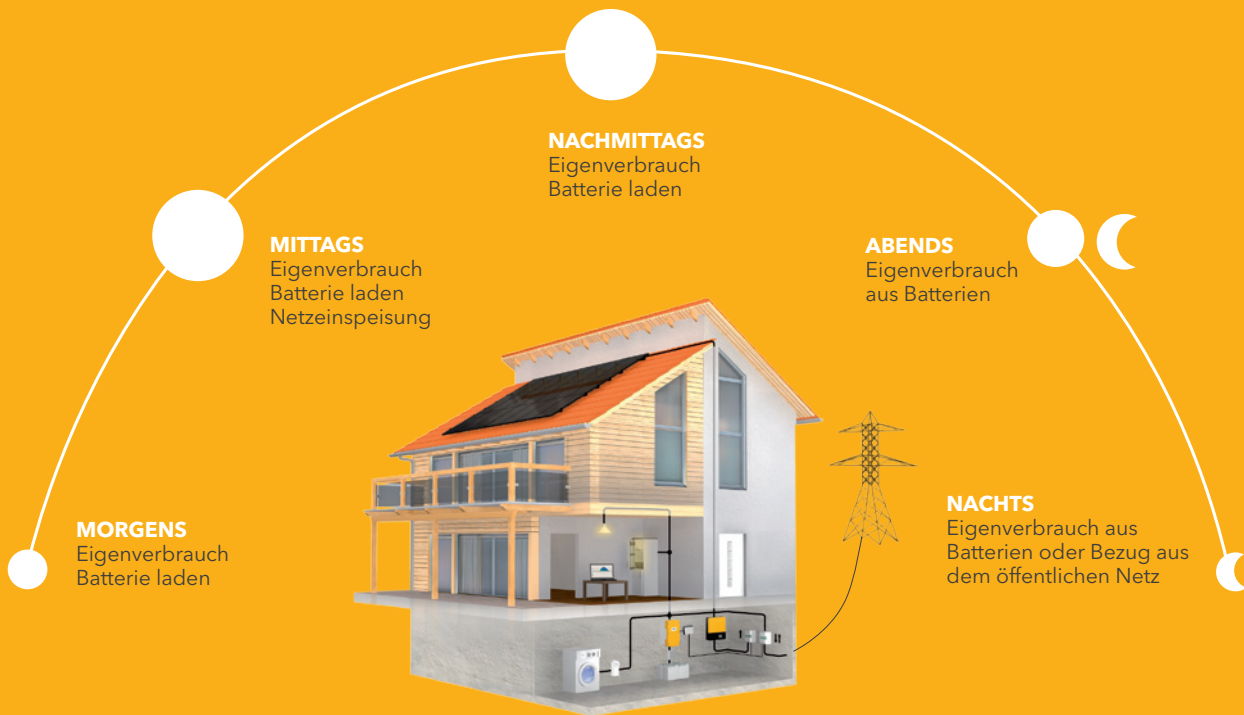 NACHMITTAGS
Eigenverbrauch
Batterie laden
MITTAGS
Eigenverbrauch
Batterie laden
Netzeinspeisung
ABENDS
Eigenverbrauch
aus Batterien
MORGENS
Eigenverbrauch
Batterie laden
NACHTS
Eigenverbrauch aus
Batterien oder Bezug aus
dem öffentlichen Netz